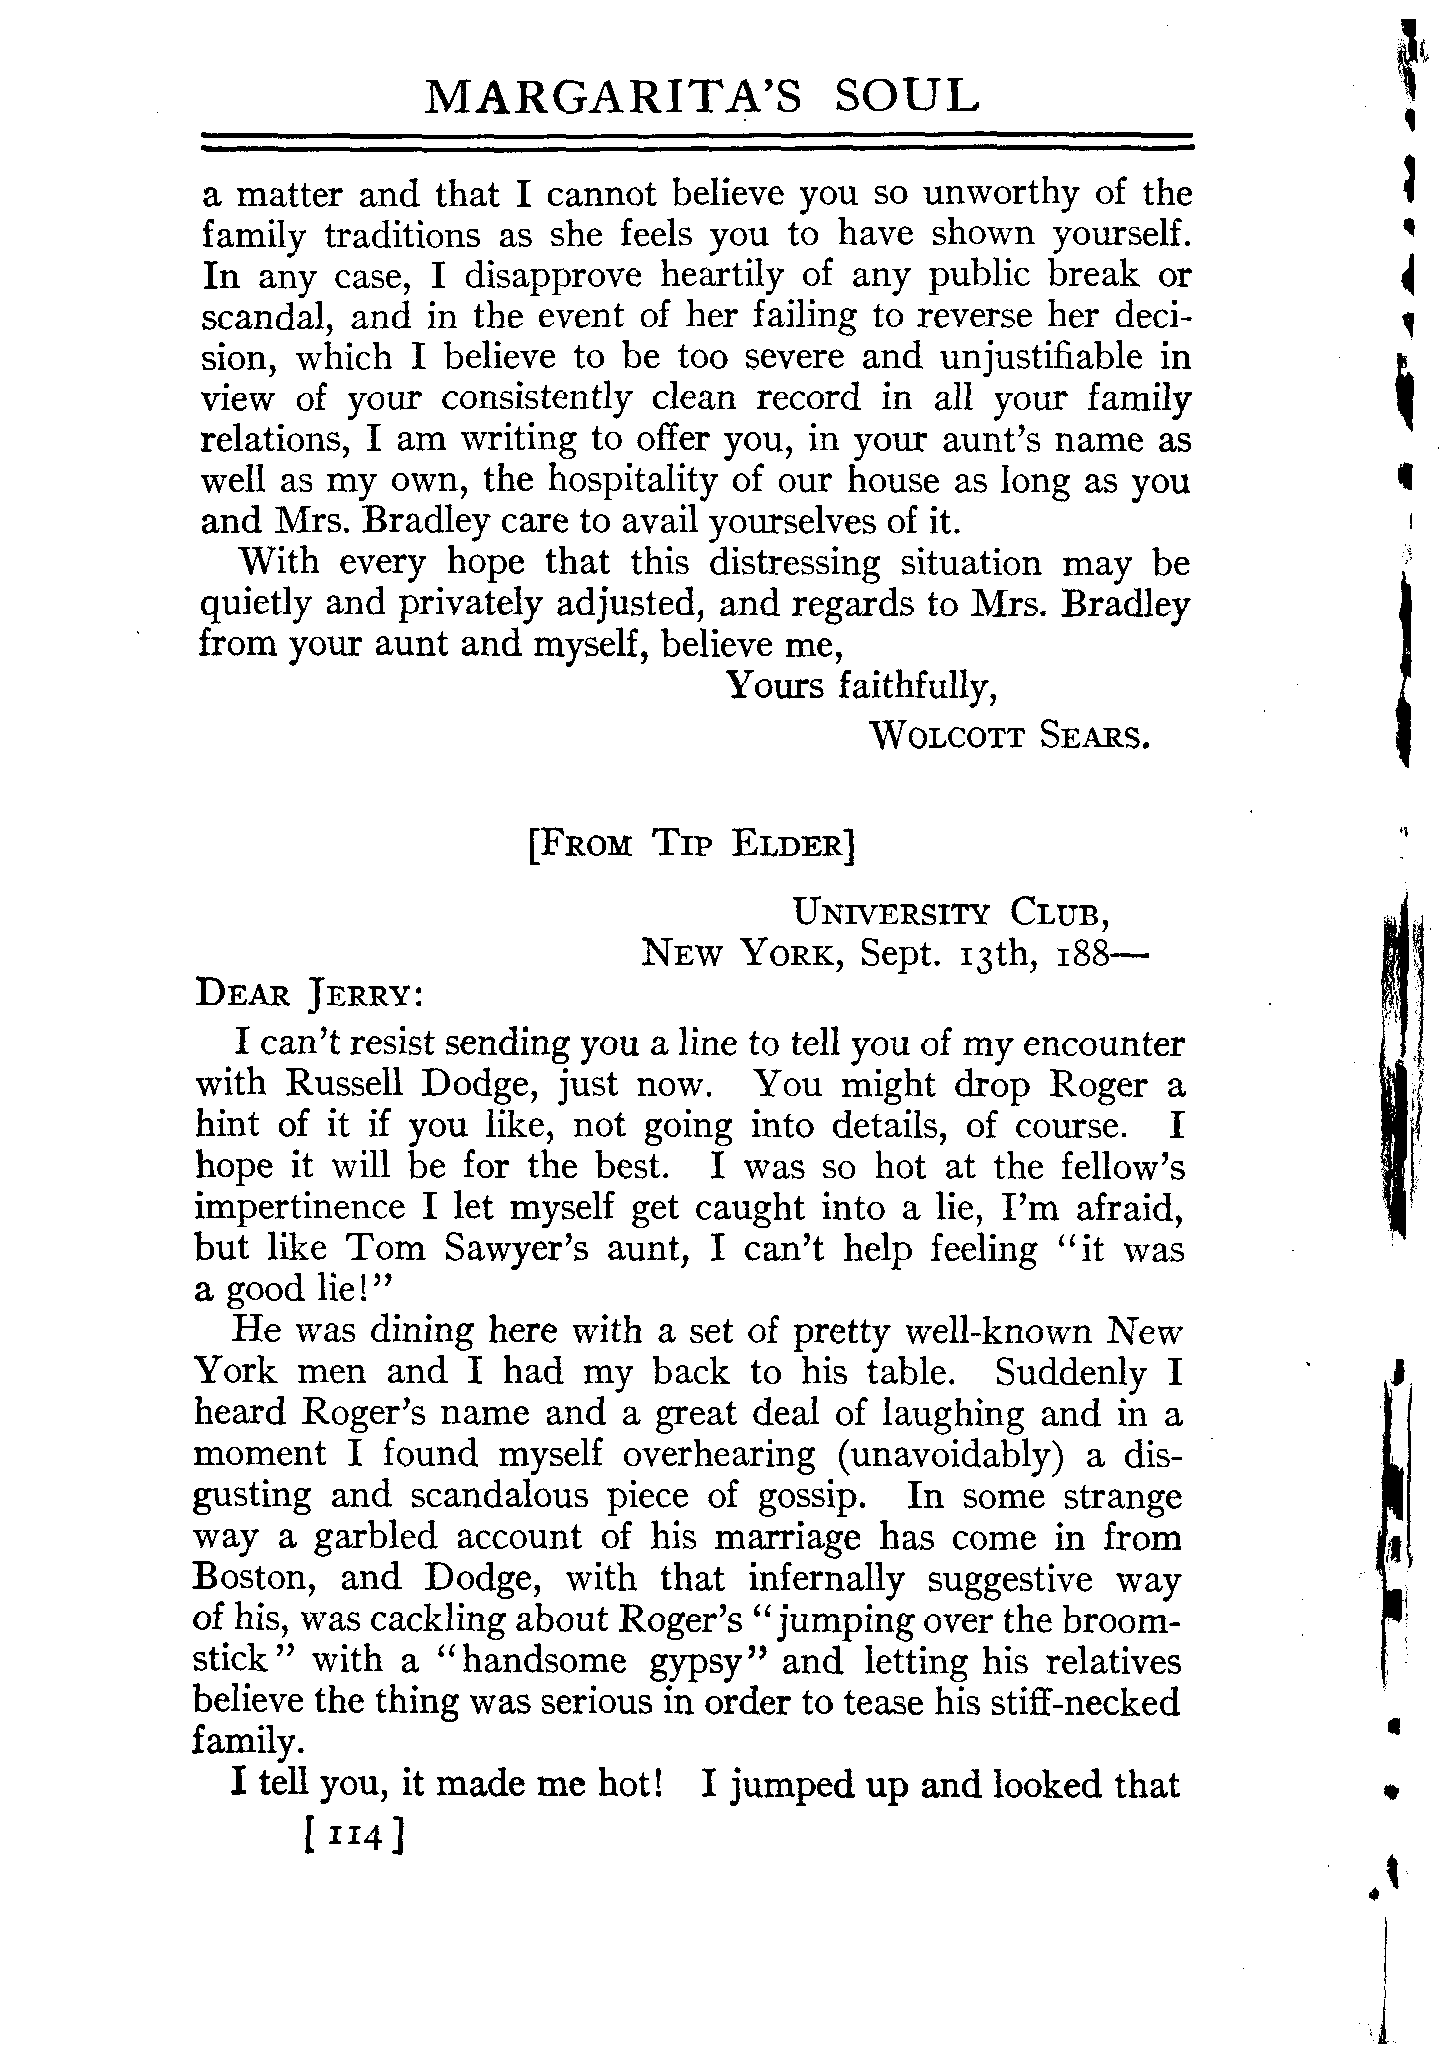 MARGARITA'S SOUL
a matter and that I cannot believe you so unworthy of the
family traditions as she feels you to have shown yourself.
In any case, I disapprove heartily of any public break or
scandal, and in the event of her failing to reverse her deci-
sion, which I believe to be too severe and unjustifiable in
view of your consistently clean record in all your family
relations, I am writing to offer you, in your aunt's name as
well as my own, the hospitality of our house as long as you
and Mrs. Bradley care to avail yourselves of it.
With every hope that this distressing situation may be
quietly and privately adjusted, and regards to Mrs. Bradley
from your aunt and myself, believe me,
Yours faithfully,
WOLCOTT SEARS.
[FROM TIP ELDER]
UNIVERSITY CLUB,
NEW YORK, Sept. 13th, 188—
DEAR JERRY:
I can't resist sending you a line to tell you of my encounter
with Russell Dodge, just now. You might drop Roger a
hint of it if you like, not going into details, of course. I
hope it will be for the best. I was so hot at the fellow's
impertinence I let myself get caught into a lie, I'm afraid,
but like Tom Sawyer's aunt, I can't help feeling "it was
a good lie!"
He was dining here with a set of pretty well-known New
York men and I had my back to his table. Suddenly I
heard Roger's name and a great deal of laughing and in a
moment I found myself overhearing (unavoidably) a dis-
gusting and scandalous piece of gossip. In some strange
way a garbled account of his marriage has come in from
Boston, and Dodge, with that infernally suggestive way
of his, was cackling about Roger's "jumping over the broom-
stick" with a "handsome gypsy" and letting his relatives
believe the thing was serious in order to tease his stiff-necked
family.
I tell you, it made me hot! I jumped up and looked that
[ 114 ]